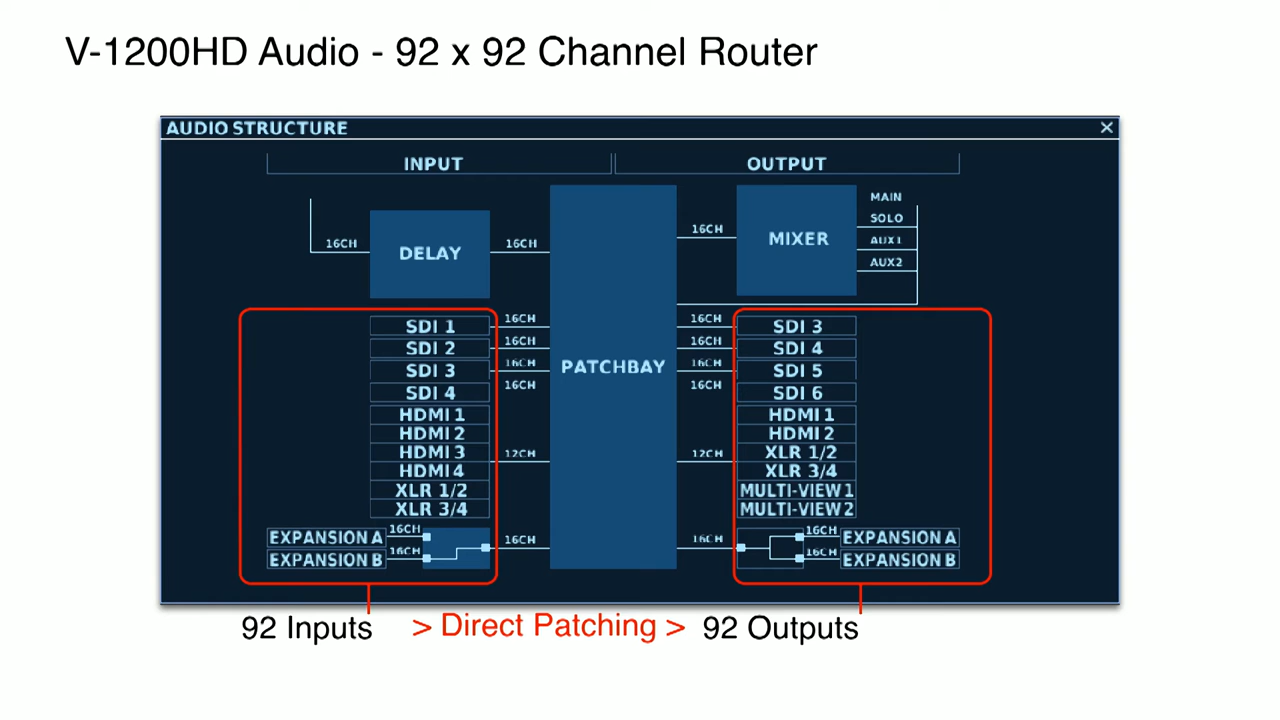 V-1200HD Audio - 92 x 92 Channel Router
AUDIO STRUCTURE
INPUT OUTPUT
16CH DELAY 16CH
PATCHBAY
16CH MIXER
MAIN
SOLO
AUX1
AUX2
SDI 1 16CH
SDI 2 16CH
SDI 3 16CH
SDI 4 16CH
HDMI 1
HDMI 2
HDMI 3 12CH
HDMI 4
XLR 1/2
XLR 3/4
EXPANSION A 16CH
EXPANSION B 16CH
16CH
16CH SDI 3
16CH SDI 4
16CH SDI 5
16CH SDI 6
HDMI 1
HDMI 2
12CH XLR 1/2
XLR 3/4
MULTI-VIEW 1
MULTI-VIEW 2
16CH
16CH EXPANSION A
16CH EXPANSION B
92 Inputs > Direct Patching > 92 Outputs